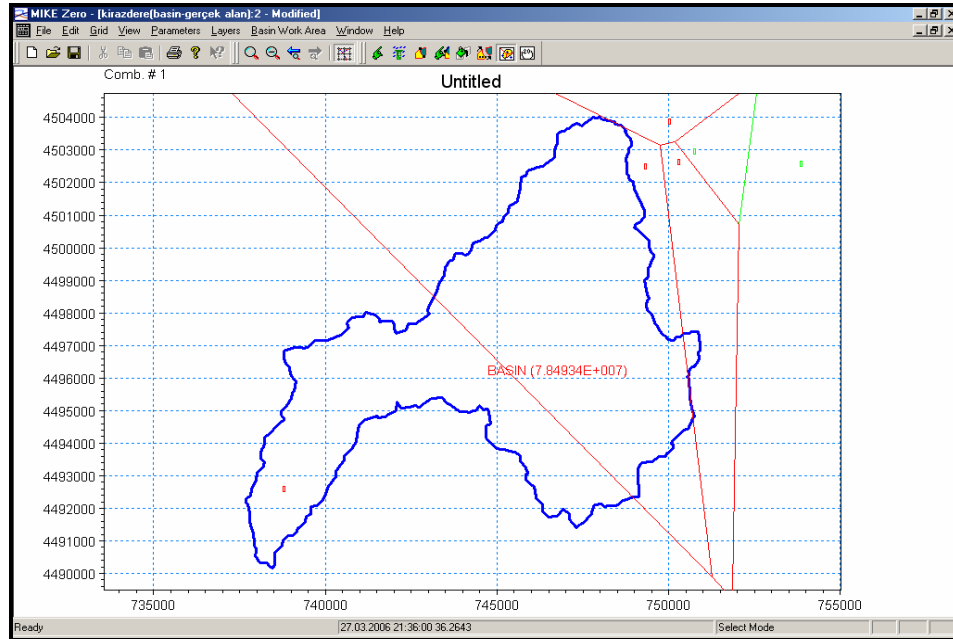 MIKE Zero - [kirazdere(basin-gerçek alan):2 - Modified]
File Edit Grid View Parameters Layers Basin Work Area Window Help
Comb. # 1
Untitled
4504000
4503000
4502000
4501000
4500000
4499000
4498000
4497000
4496000
4495000
4494000
4493000
4492000
4491000
4490000
BASIN (7.84934E+007)
735000 740000 745000 750000 755000
Ready 27.03.2006 21:36:00 36.2643 Select Mode